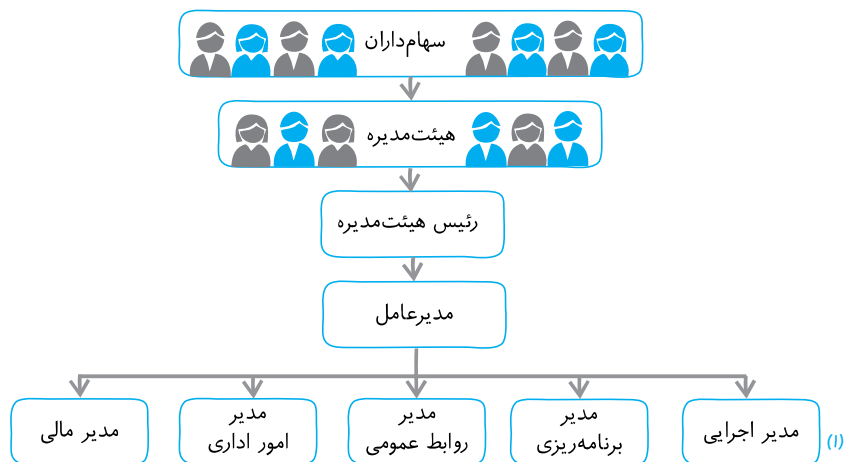 سهام‌داران
هیئت‌مدیره
رئیس هیئت‌مدیره
مدیرعامل
مدیر اجرایی
مدیر
برنامه‌ریزی
مدیر
روابط عمومی
مدیر
امور اداری
مدیر مالی
(۱)